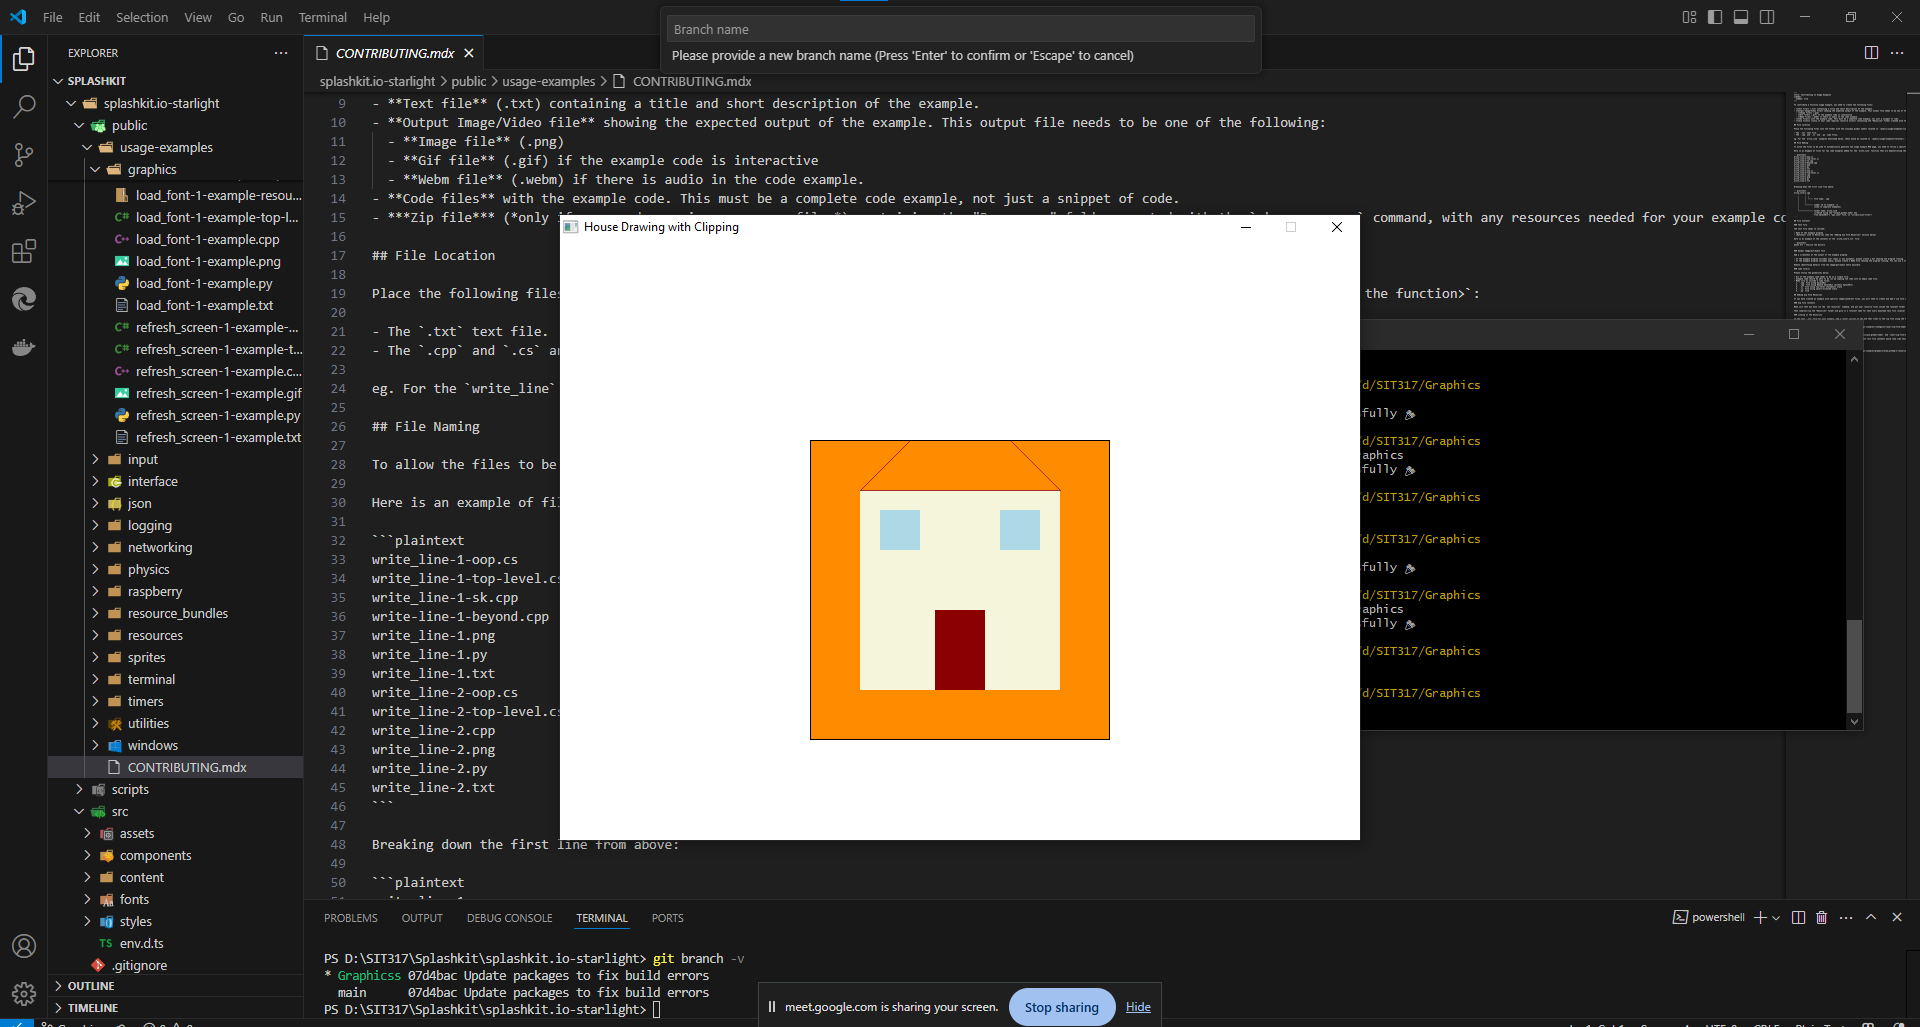 File Edit Selection View Go Run Terminal Help
Branch name
Please provide a new branch name (Press 'Enter' to confirm or 'Escape' to cancel)
EXPLORER
SPLASHKIT
splashkit.io-starlight
public
usage-examples
graphics
load_font-1-example-resou...
load_font-1-example-top-l...
load_font-1-example.cpp
load_font-1-example.png
load_font-1-example.py
load_font-1-example.txt
refresh_screen-1-example-...
refresh_screen-1-example-t...
refresh_screen-1-example.c...
refresh_screen-1-example.gif
refresh_screen-1-example.py
refresh_screen-1-example.txt
input
interface
json
logging
networking
physics
raspberry
resource_bundles
resources
sprites
terminal
timers
utilities
windows
CONTRIBUTING.mdx
scripts
src
assets
components
content
fonts
styles
TS env.d.ts
.gitignore
OUTLINE
TIMELINE
CONTRIBUTING.mdx
splashkit.io-starlight > public > usage-examples > CONTRIBUTING.mdx
9 - **Text file** (.txt) containing a title and short description of the example.
10 - **Output Image/Video file** showing the expected output of the example. This output file needs to be one of the following:
11 - **Image file** (.png)
12 - **Gif file** (.gif) if the example code is interactive
13 - **Webm file** (.webm) if there is audio in the code example.
14 - **Code files** with the example code. This must be a complete code example, not just a snippet of code.
15 - ***Zip file*** (*only command, with any resources needed for your example co
16
17 ## File Location
18
19 Place the following files the function>`:
20
21 - The `.txt` text file.
22 - The `.cpp` and `.cs` an
23
24 eg. For the `write_line`
25
26 ## File Naming
27
28 To allow the files to be
29
30 Here is an example of fil
31
32 ```plaintext
33 write_line-1-oop.cs
34 write_line-1-top-level.cs
35 write_line-1-sk.cpp
36 write-line-1-beyond.cpp
37 write_line-1.png
38 write_line-1.py
39 write_line-1.txt
40 write_line-2-oop.cs
41 write_line-2-top-level.cs
42 write_line-2.cpp
43 write_line-2.png
44 write_line-2.py
45 write_line-2.txt
46 ```
47
48 Breaking down the first line from above:
49
50 ```plaintext
House Drawing with Clipping
/d/SIT317/Graphics
fully
/d/SIT317/Graphics
aphics
fully
/d/SIT317/Graphics
/d/SIT317/Graphics
fully
/d/SIT317/Graphics
aphics
fully
/d/SIT317/Graphics
/d/SIT317/Graphics
PROBLEMS OUTPUT DEBUG CONSOLE TERMINAL PORTS
powershell
PS D:\SIT317\Splashkit\splashkit.io-starlight> git branch -v
* Graphicss 07d4bac Update packages to fix build errors
main 07d4bac Update packages to fix build errors
PS D:\SIT317\Splashkit\splashkit.io-starlight>
meet.google.com is sharing your screen. Stop sharing Hide